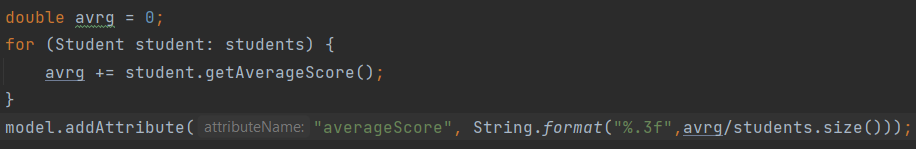 double avrg = 0;
for (Student student: students) {
    avrg += student.getAverageScore();
}
model.addAttribute( attributeName: "averageScore", String.format("%.3f",avrg/students.size()));